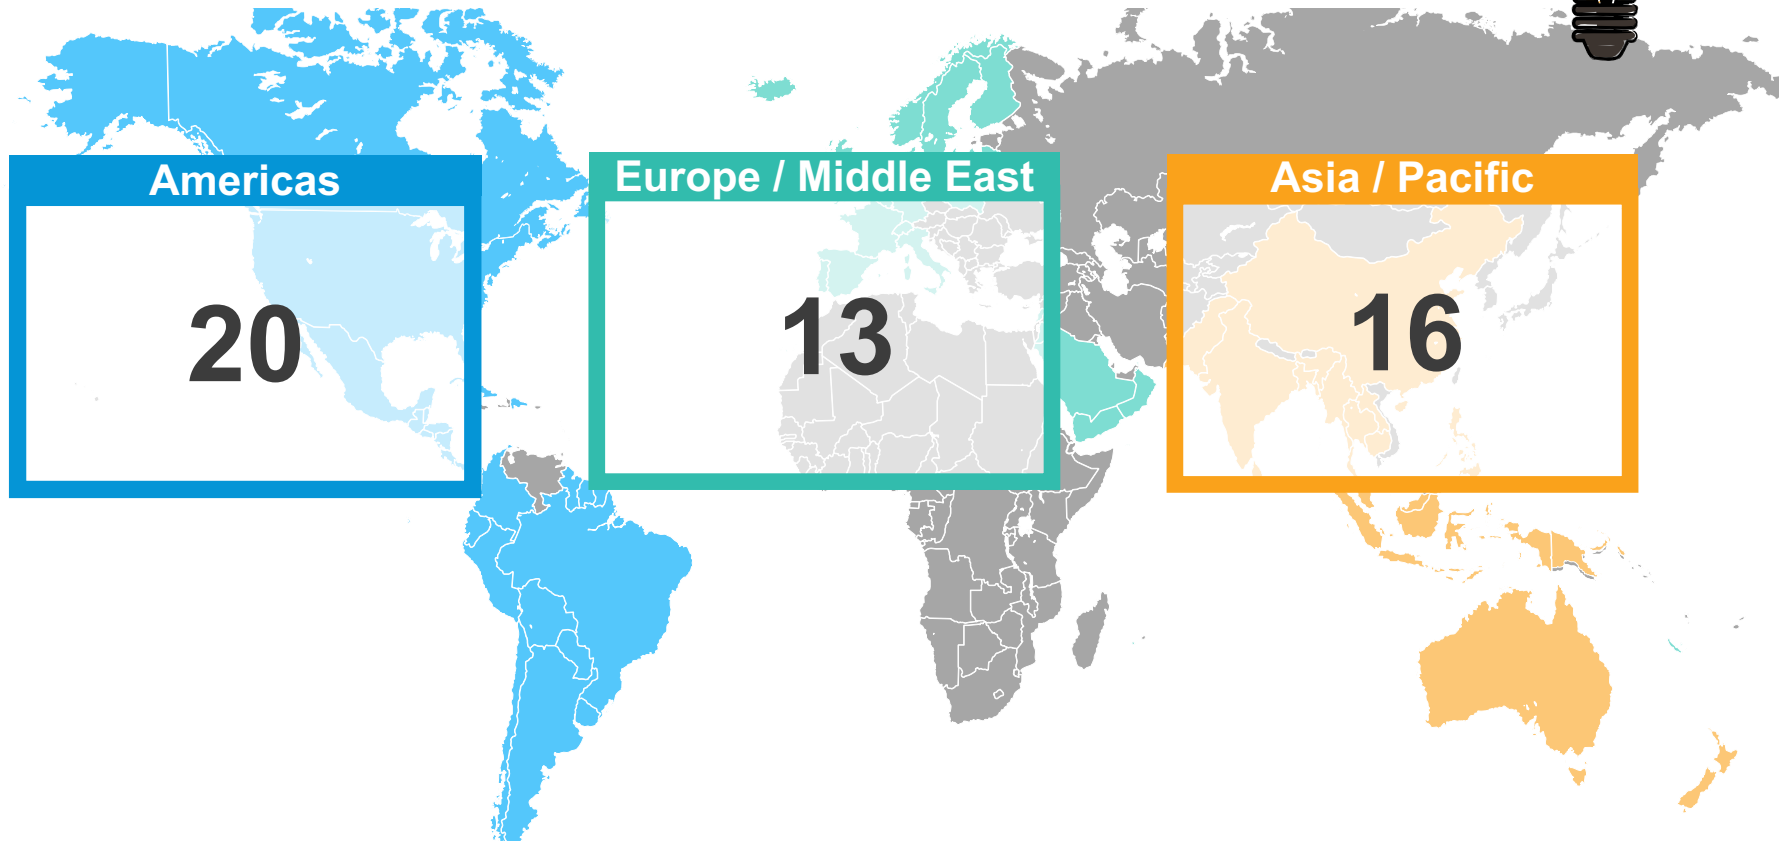 Americas
20
Europe / Middle East
13
Asia / Pacific
16